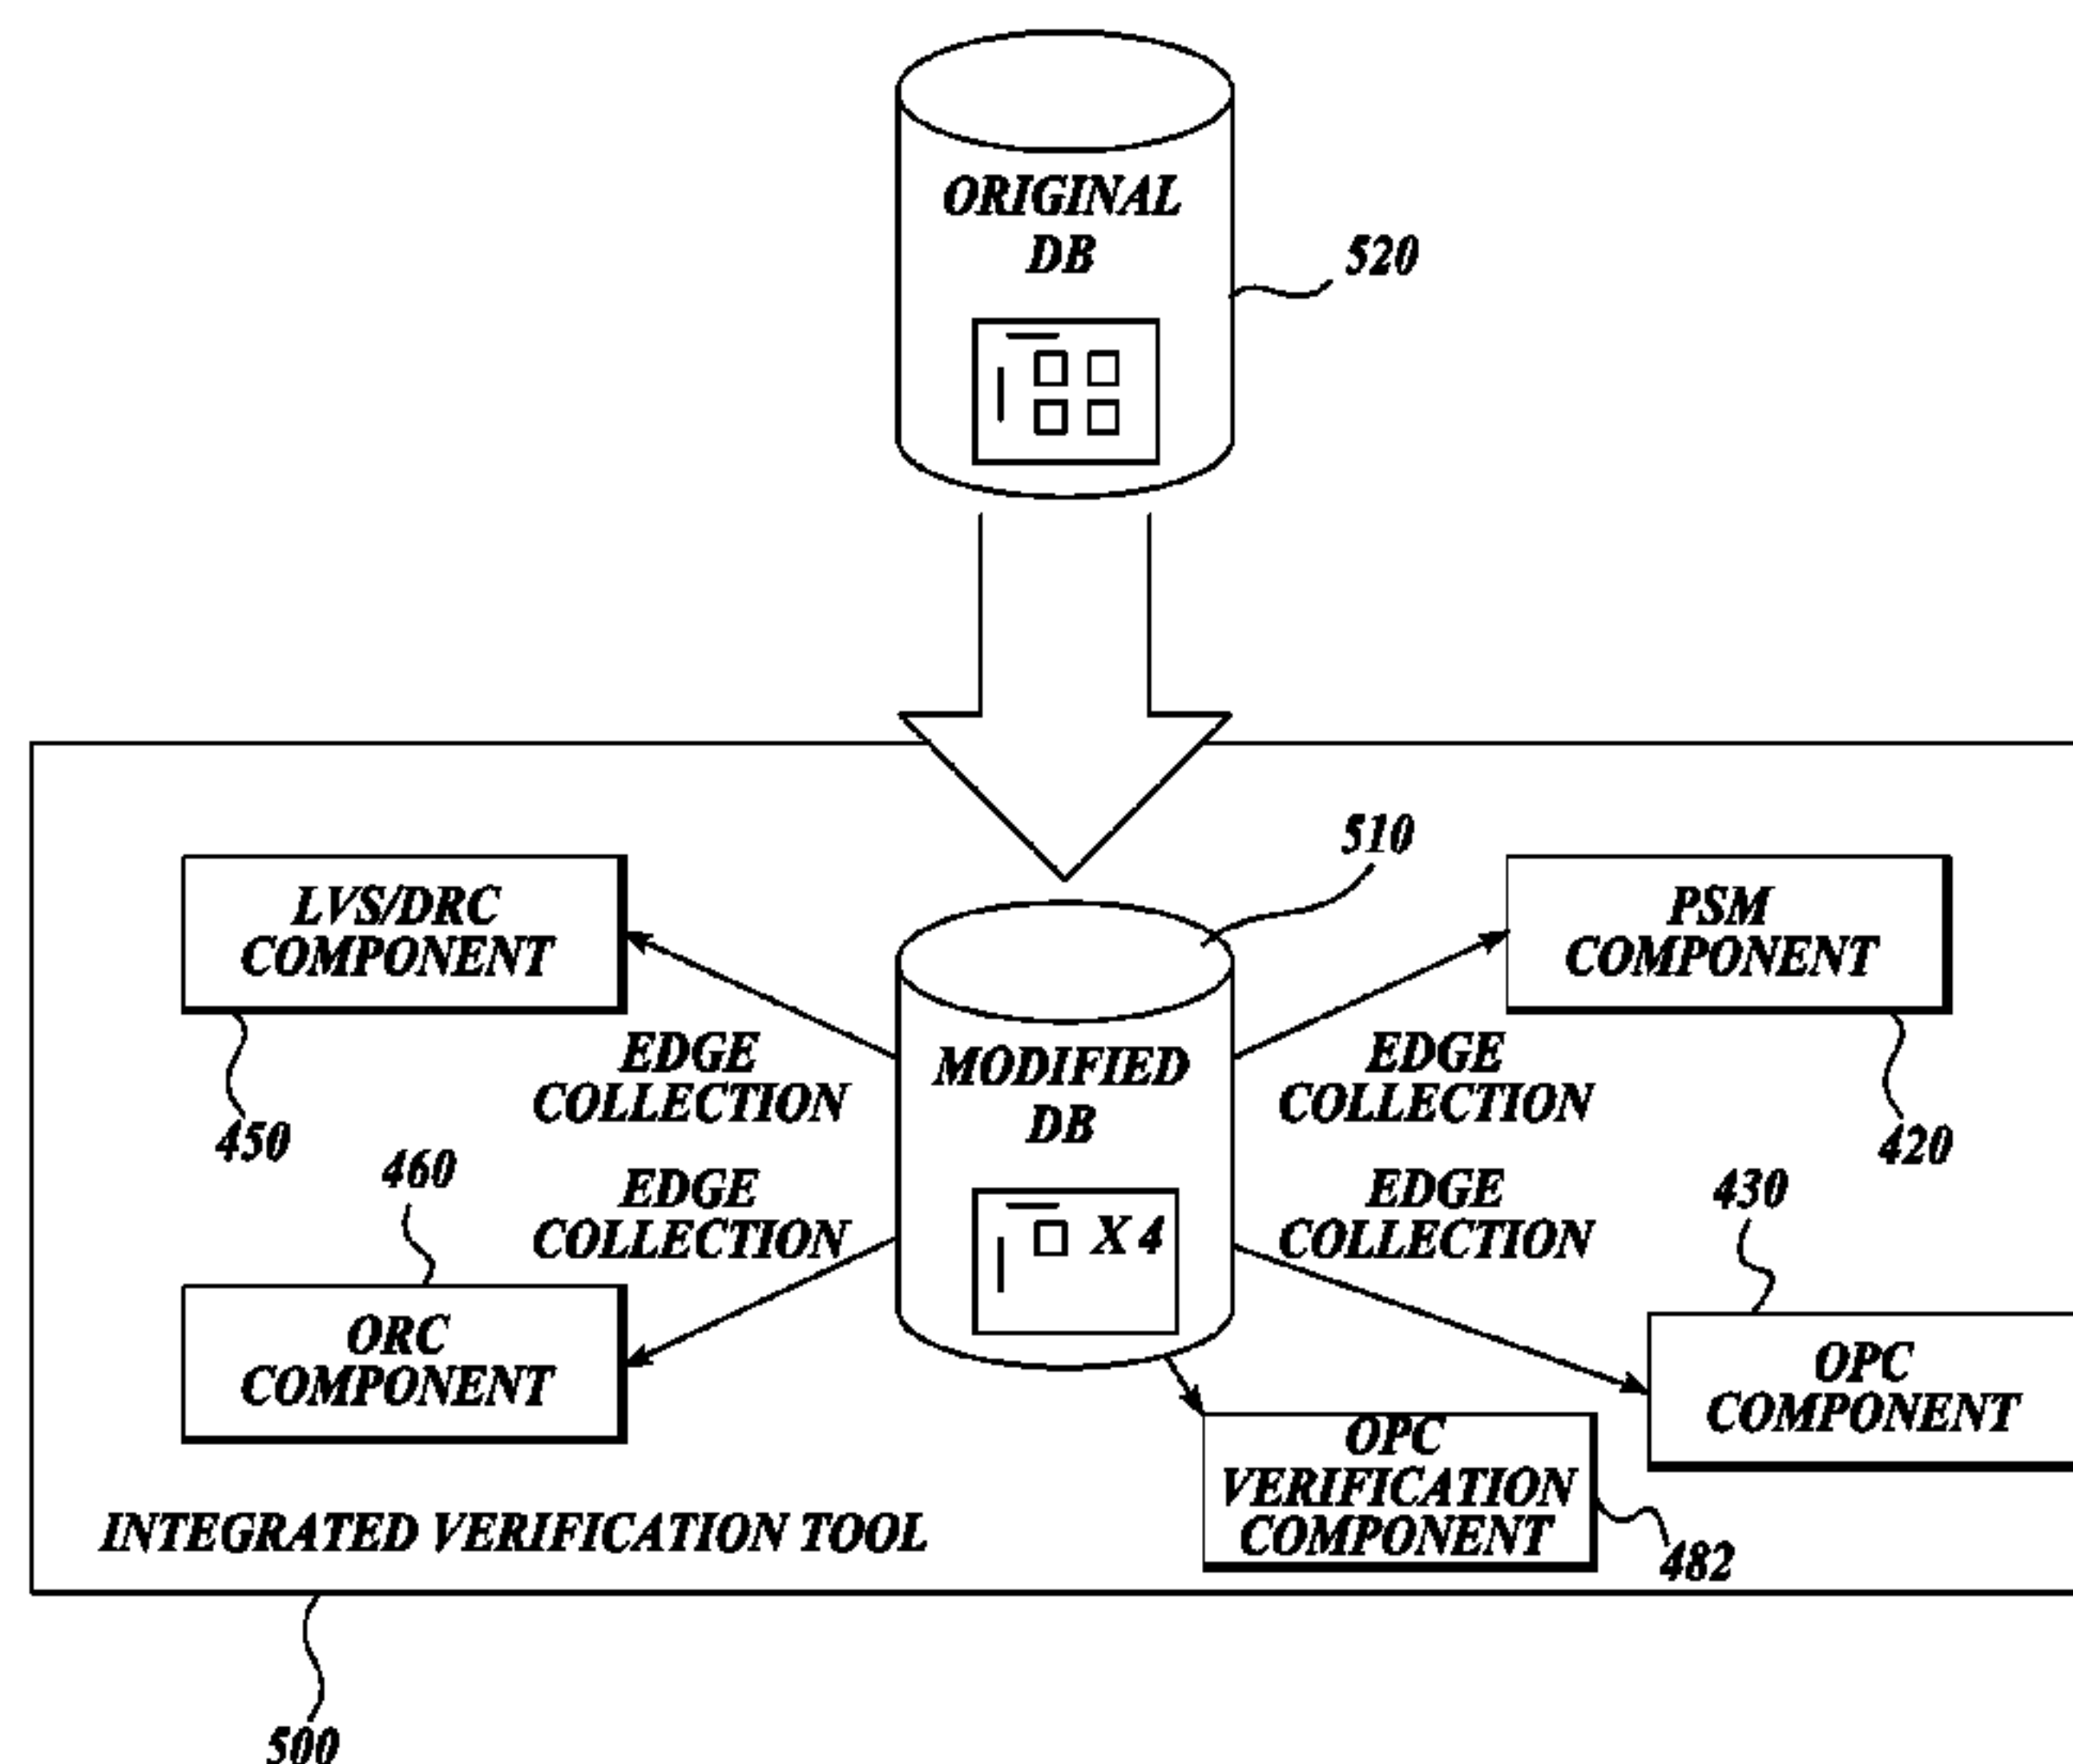 ORIGINAL
DB
520
510
LVS/DRC
COMPONENT
PSM
COMPONENT
EDGE
COLLECTION
MODIFIED
DB
EDGE
COLLECTION
450
420
460
EDGE
COLLECTION
EDGE
COLLECTION
430
X 4
ORC
COMPONENT
OPC
COMPONENT
OPC
VERIFICATION
COMPONENT
INTEGRATED VERIFICATION TOOL
482
500